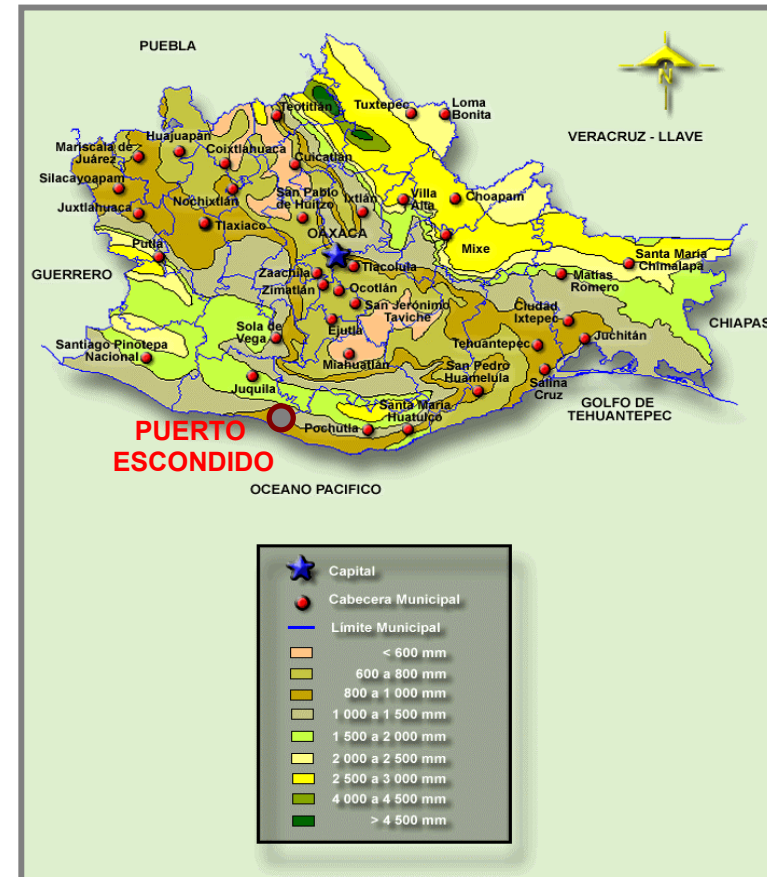 PUEBLA
N
Teotitlán
Tuxtepec
Loma
Bonita
VERACRUZ - LLAVE
Huajuapan
Mariscala de
Juárez
Coixtlahuaca
Cuicatlán
Silacayoapam
Nochixtlán
San Pablo
de Huitzo
Ixtlán
Villa
Alta
Choapam
Juxtlahuaca
Tlaxiaco
OAXACA
Putla
Mixe
Santa María
Chimalapa
GUERRERO
Zaachila
Tlacolula
Matías
Romero
Zimatlán
Ocotlán
San Jerónimo
Taviche
Ciudad
Ixtepec
CHIAPAS
Sola de
Vega
Ejutla
Juchitán
Santiago Pinotepa
Nacional
Tehuantepec
Miahuatlán
San Pedro
Huamelula
Juquila
Salina
Cruz
GOLFO DE
TEHUANTEPEC
Santa María
Huatulco
Pochutla
PUERTO
ESCONDIDO
OCEANO PACIFICO
Capital
Cabecera Municipal
Límite Municipal
< 600 mm
600 a 800 mm
800 a 1 000 mm
1 000 a 1 500 mm
1 500 a 2 000 mm
2 000 a 2 500 mm
2 500 a 3 000 mm
4 000 a 4 500 mm
> 4 500 mm